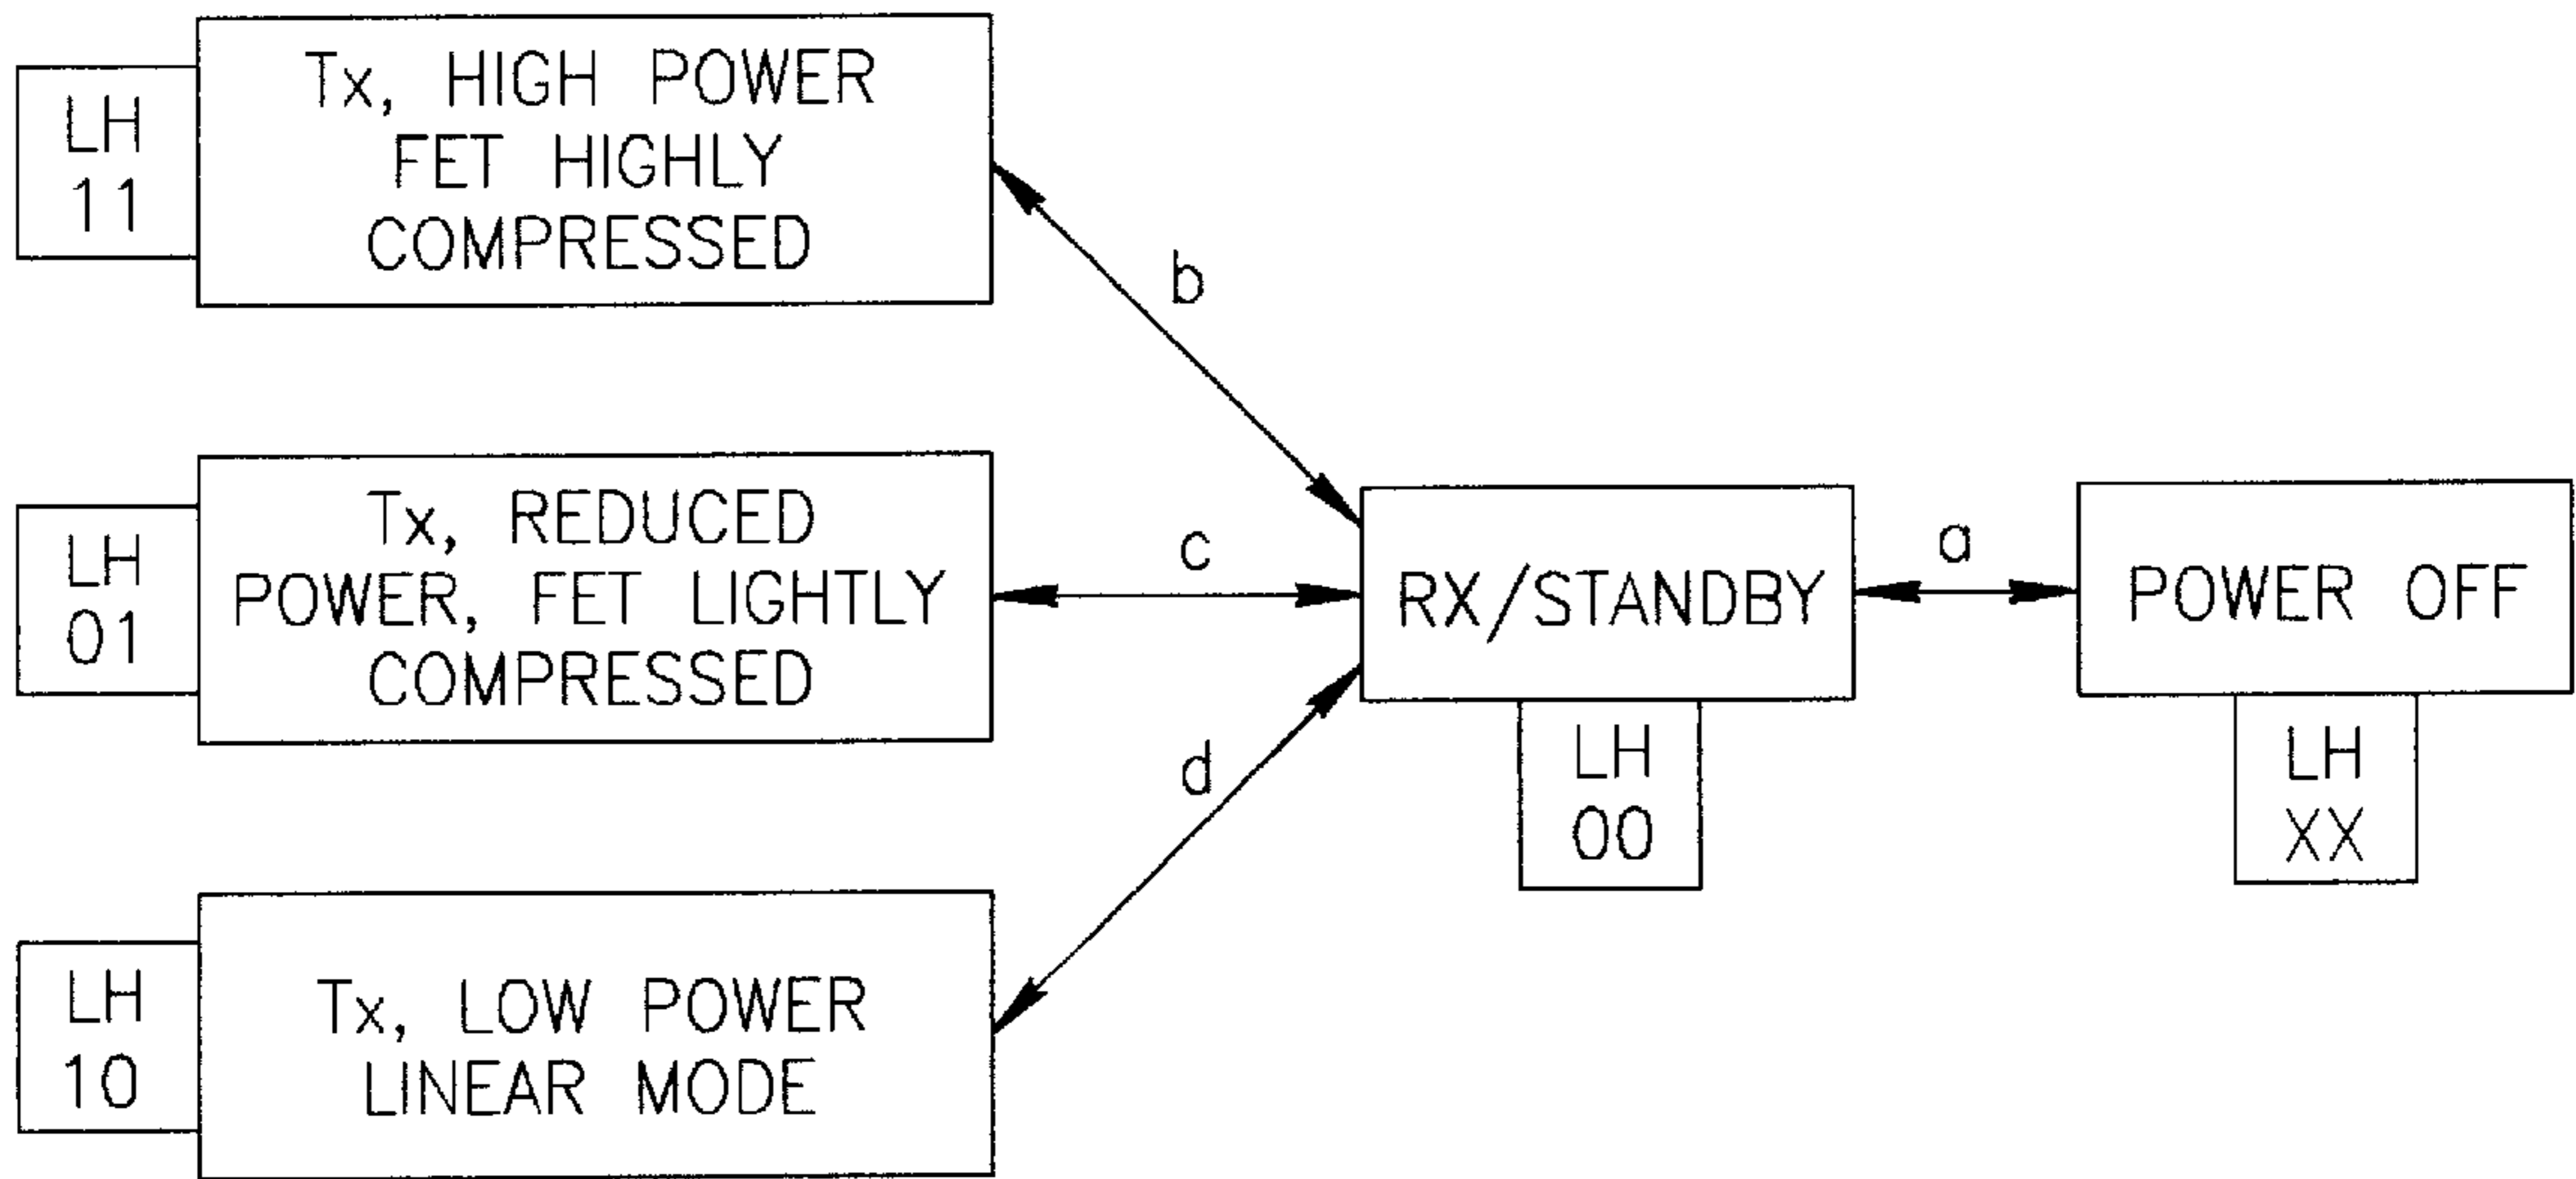 LH
11
Tx, HIGH POWER
FET HIGHLY
COMPRESSED
b
LH
01
Tx, REDUCED
POWER, FET LIGHTLY
COMPRESSED
c
RX/STANDBY
a
POWER OFF
LH
00
LH
XX
d
LH
10
Tx, LOW POWER
LINEAR MODE